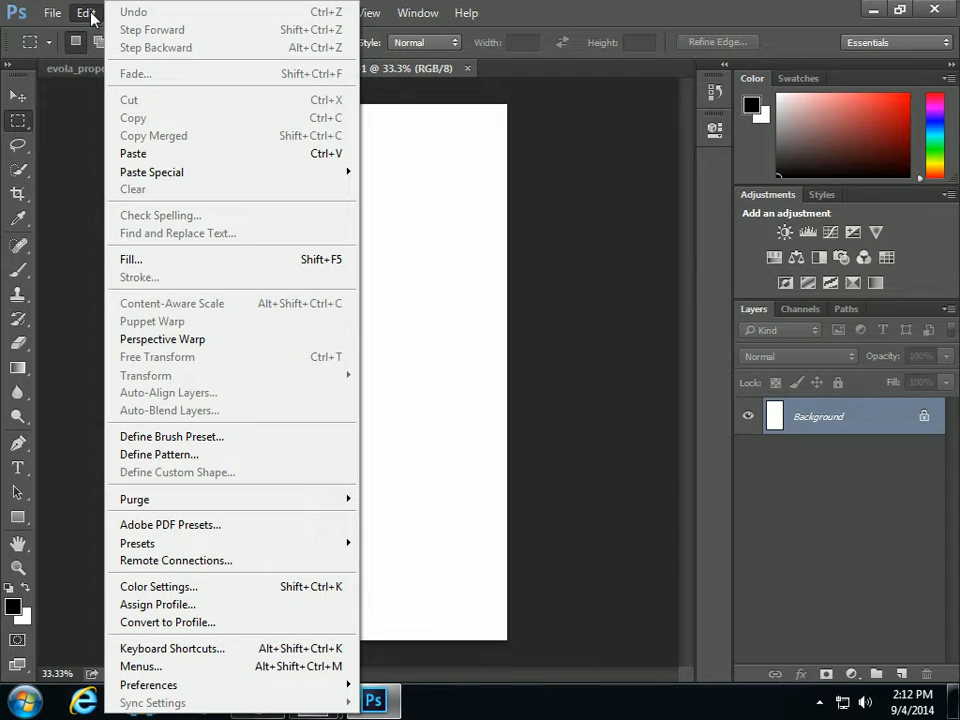 Ps File Edit View Window Help
Undo Ctrl+Z
Step Forward Shift+Ctrl+Z
Step Backward Alt+Ctrl+Z
Fade... Shift+Ctrl+F
Cut Ctrl+X
Copy Ctrl+C
Copy Merged Shift+Ctrl+C
Paste Ctrl+V
Paste Special
Clear
Check Spelling...
Find and Replace Text...
Fill... Shift+F5
Stroke...
Content-Aware Scale Alt+Shift+Ctrl+C
Puppet Warp
Perspective Warp
Free Transform Ctrl+T
Transform
Auto-Align Layers...
Auto-Blend Layers...
Define Brush Preset...
Define Pattern...
Define Custom Shape...
Purge
Adobe PDF Presets...
Presets
Remote Connections...
Color Settings... Shift+Ctrl+K
Assign Profile...
Convert to Profile...
Keyboard Shortcuts... Alt+Shift+Ctrl+K
Menus... Alt+Shift+Ctrl+M
Preferences
Sync Settings
Style: Normal Width: Height: Refine Edge... Essentials
1 @ 33.3% (RGB/8) ×
Color Swatches
Adjustments Styles
Add an adjustment
Layers Channels Paths
Kind
Normal Opacity: 100%
Lock: Fill: 100%
Background
33.33%
Ps
2:12 PM
9/4/2014